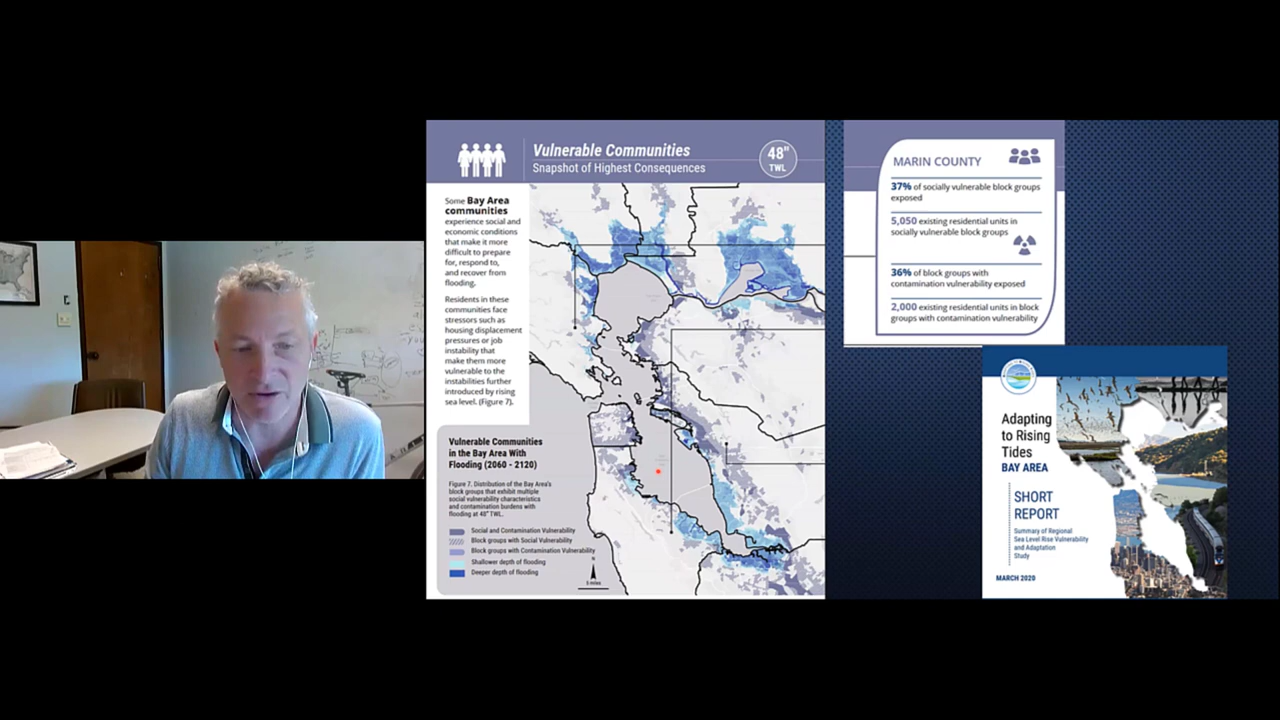 Vulnerable Communities
Snapshot of Highest Consequences
48"
TWL
Some Bay Area
communities
experience social and
economic conditions
that make it more
difficult to prepare
for, respond to,
and recover from
flooding.
Residents in these
communities face
stressors such as
housing displacement
pressures or job
instability that
make them more
vulnerable to the
instabilities further
introduced by rising
sea level. (Figure 7).
Vulnerable Communities
in the Bay Area With
Flooding (2060 - 2120)
Figure 7. Distribution of the Bay Area's
block groups that exhibit multiple
social vulnerability characteristics
and contamination burdens with
flooding at 48" TWL.
Social and Contamination Vulnerability
Block groups with Social Vulnerability
Block groups with Contamination Vulnerability
Shallower depth of flooding
Deeper depth of flooding
N
5 miles
MARIN COUNTY
37% of socially vulnerable block groups
exposed
5,050 existing residential units in
socially vulnerable block groups
36% of block groups with
contamination vulnerability exposed
2,000 existing residential units in block
groups with contamination vulnerability
Adapting
to Rising
Tides
BAY AREA
SHORT
REPORT
Summary of Regional
Sea Level Rise Vulnerability
and Adaptation
Study
MARCH 2020